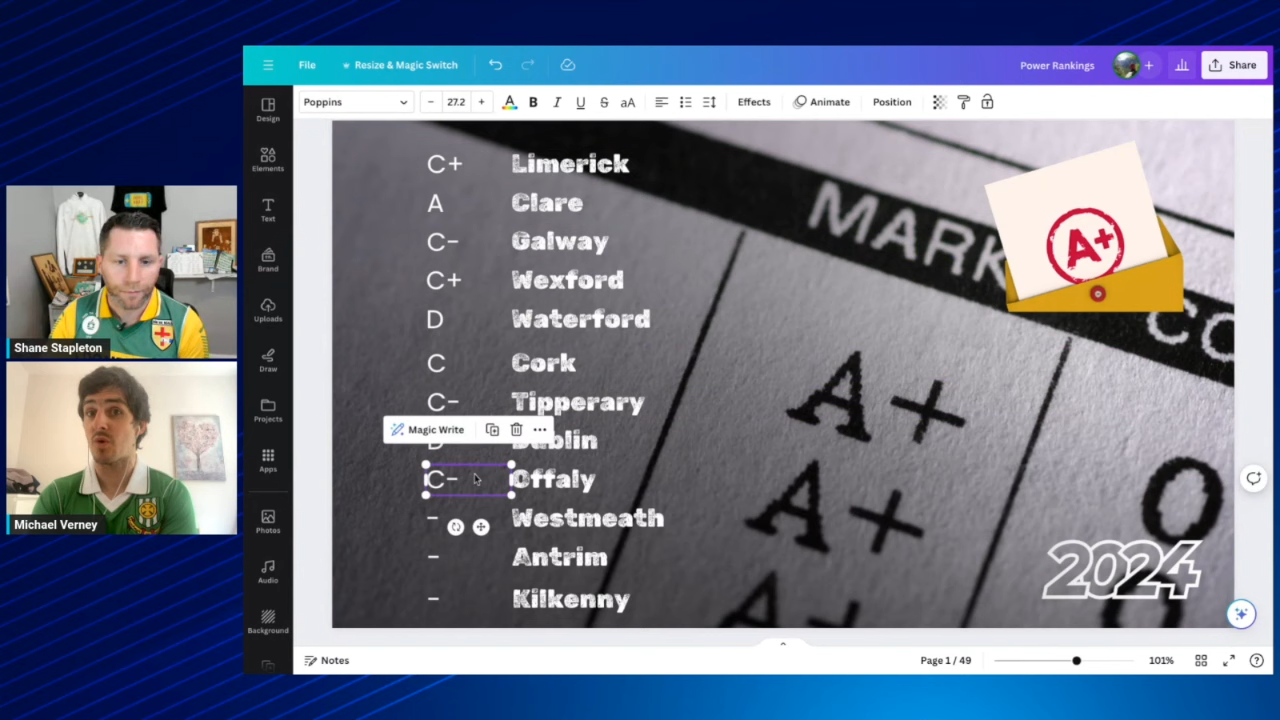 File
Resize & Magic Switch
Power Rankings
+
Share
Design
Elements
Text
Brand
Uploads
Draw
Projects
Apps
Photos
Audio
Background
Poppins
− 27.2 +
A B I U S aA
Effects
Animate
Position
C+ Limerick
A Clare
C- Galway
C+ Wexford
D Waterford
C Cork
C- Tipperary
Magic Write
Dublin
C- Offaly
- Westmeath
- Antrim
- Kilkenny
MARK
CO
A+
A+
A+
A+
O
2024
Shane Stapleton
Michael Verney
Notes
Page 1 / 49
101%